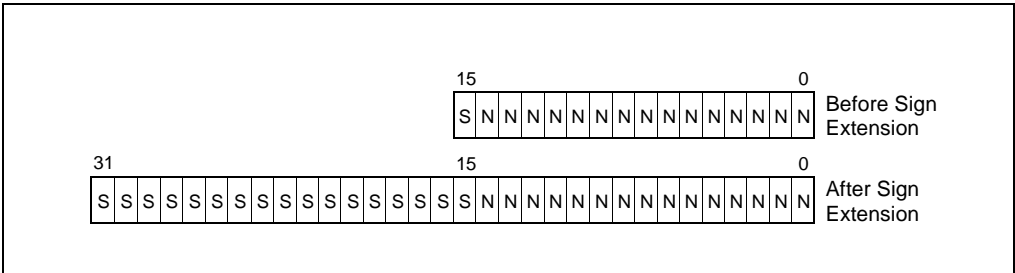 15 0
S N N N N N N N N N N N N N N N Before Sign
Extension
31 15 0
S S S S S S S S S S S S S S S S S N N N N N N N N N N N N N N N After Sign
Extension